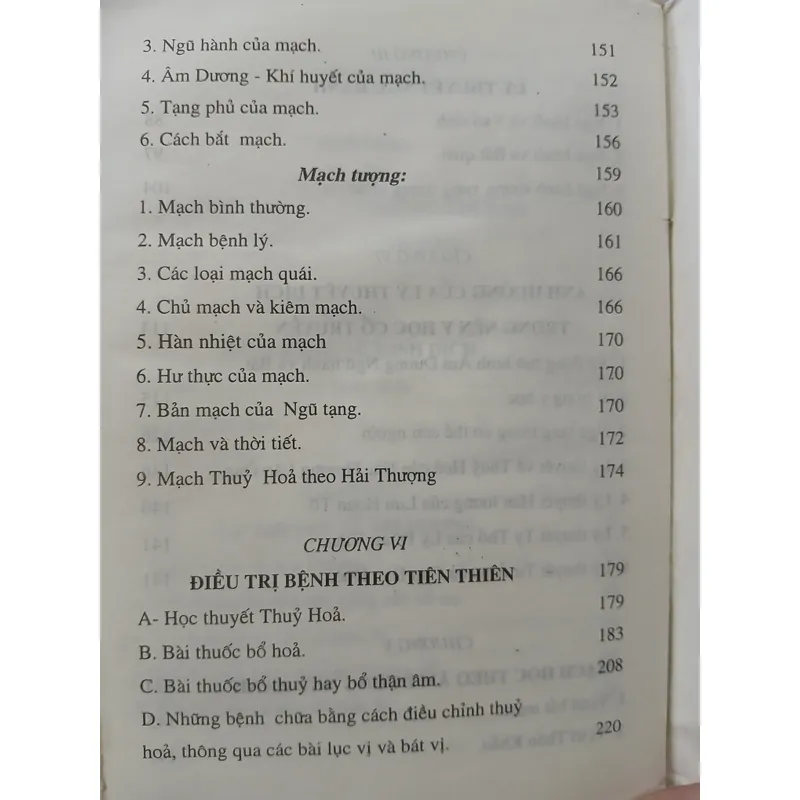 3. Ngũ hành của mạch. 151
4. Âm Dương - Khí huyết của mạch. 152
5. Tạng phủ của mạch. 153
6. Cách bắt mạch. 156
Mạch tượng: 159
1. Mạch bình thường. 160
2. Mạch bệnh lý. 161
3. Các loại mạch quái. 166
4. Chủ mạch và kiêm mạch. 166
5. Hàn nhiệt của mạch 170
6. Hư thực của mạch. 170
7. Bản mạch của Ngũ tạng. 170
8. Mạch và thời tiết. 172
9. Mạch Thuỷ Hoả theo Hải Thượng 174
CHƯƠNG VI
ĐIỀU TRỊ BỆNH THEO TIÊN THIÊN 179
A- Học thuyết Thuỷ Hoả. 179
B. Bài thuốc bổ hoả. 183
C. Bài thuốc bổ thuỷ hay bổ thận âm. 208
D. Những bệnh chữa bằng cách điều chỉnh thuỷ
hoả, thông qua các bài lục vị và bát vị. 220